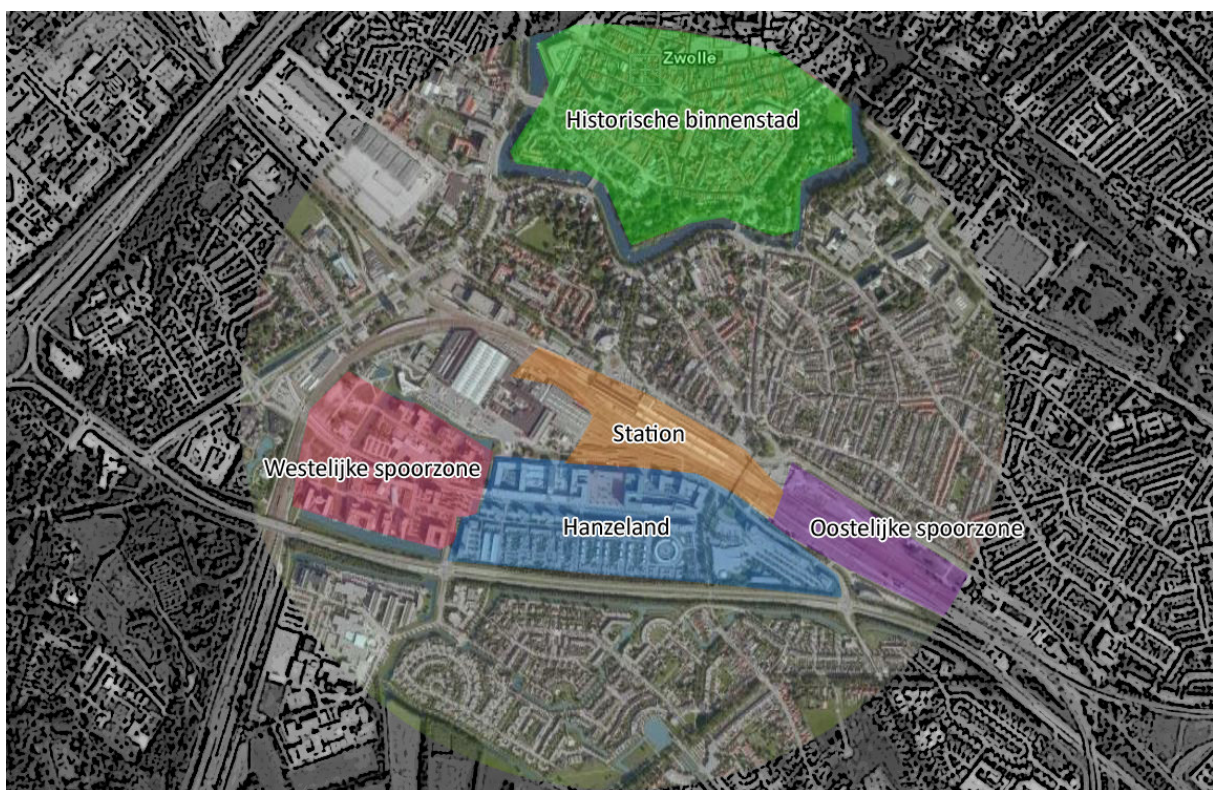 Zwolle
Historische binnenstad
Station
Westelijke spoorzone
Hanzeland
Oostelijke spoorzone